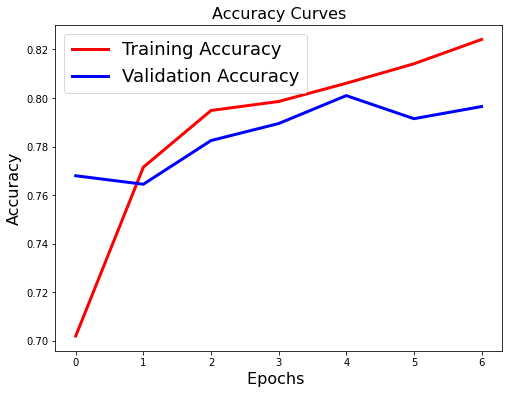 Accuracy Curves
Training Accuracy
Validation Accuracy
Accuracy
0.82
0.80
0.78
0.76
0.74
0.72
0.70
0 1 2 3 4 5 6
Epochs